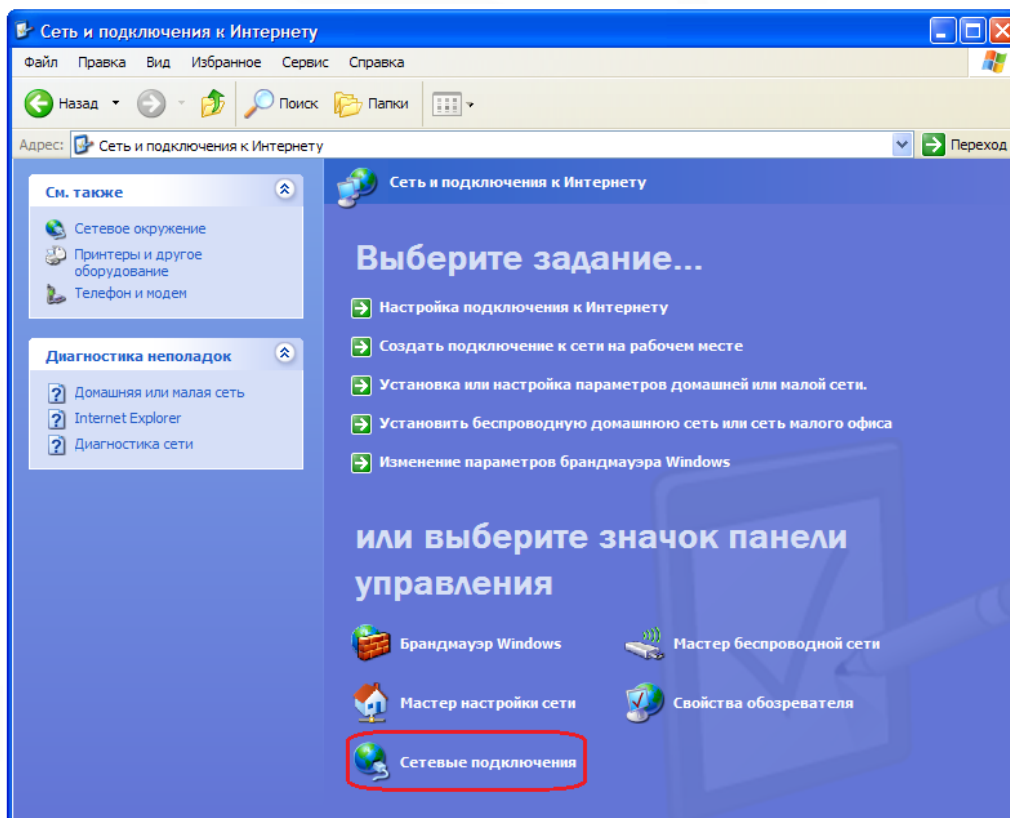 Сеть и подключения к Интернету
Файл Правка Вид Избранное Сервис Справка
Назад Поиск Папки
Адрес: Сеть и подключения к Интернету Переход
См. также
Сетевое окружение
Принтеры и другое
оборудование
Телефон и модем
Диагностика неполадок
Домашняя или малая сеть
Internet Explorer
Диагностика сети
Сеть и подключения к Интернету
Выберите задание...
Настройка подключения к Интернету
Создать подключение к сети на рабочем месте
Установка или настройка параметров домашней или малой сети.
Установить беспроводную домашнюю сеть или сеть малого офиса
Изменение параметров брандмауэра Windows
или выберите значок панели
управления
Брандмауэр Windows Мастер беспроводной сети
Мастер настройки сети Свойства обозревателя
Сетевые подключения